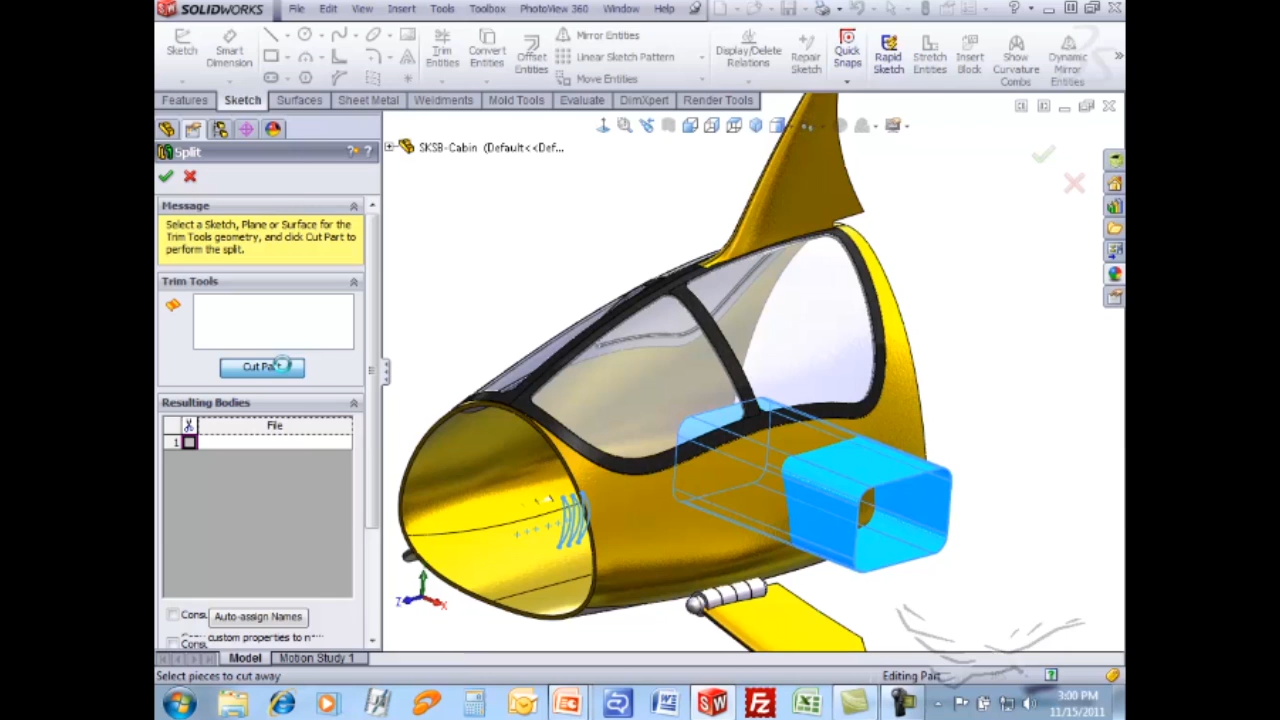 SOLIDWORKS File Edit View Insert Tools Toolbox PhotoView 360 Window Help
Sketch Smart Dimension Trim Entities Convert Entities Offset Entities Mirror Entities Linear Sketch Pattern Move Entities Display/Delete Relations Repair Sketch Quick Snaps Rapid Sketch Stretch Entities Insert Block Show Curvature Combs Dynamic Mirror Entities
Features Sketch Surfaces Sheet Metal Weldments Mold Tools Evaluate DimXpert Render Tools
SKSB-Cabin (Default<<Def...
Split
Message
Select a Sketch, Plane or Surface for the
Trim Tools geometry, and click Cut Part to
perform the split.
Trim Tools
Resulting Bodies
File
1
Auto-assign Names
Z X
Model Motion Study 1
Select pieces to cut away Editing Part
3:00 PM
11/15/2011